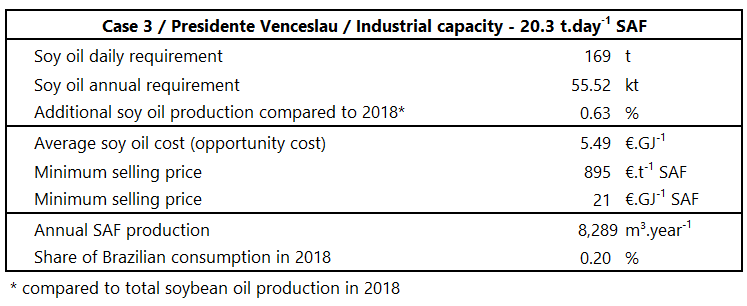 Case 3 / Presidente Venceslau / Industrial capacity - 20.3 t.day⁻¹ SAF
Soy oil daily requirement 169 t
Soy oil annual requirement 55.52 kt
Additional soy oil production compared to 2018* 0.63 %
Average soy oil cost (opportunity cost) 5.49 €.GJ⁻¹
Minimum selling price 895 €.t⁻¹ SAF
Minimum selling price 21 €.GJ⁻¹ SAF
Annual SAF production 8,289 m³.year⁻¹
Share of Brazilian consumption in 2018 0.20 %
* compared to total soybean oil production in 2018